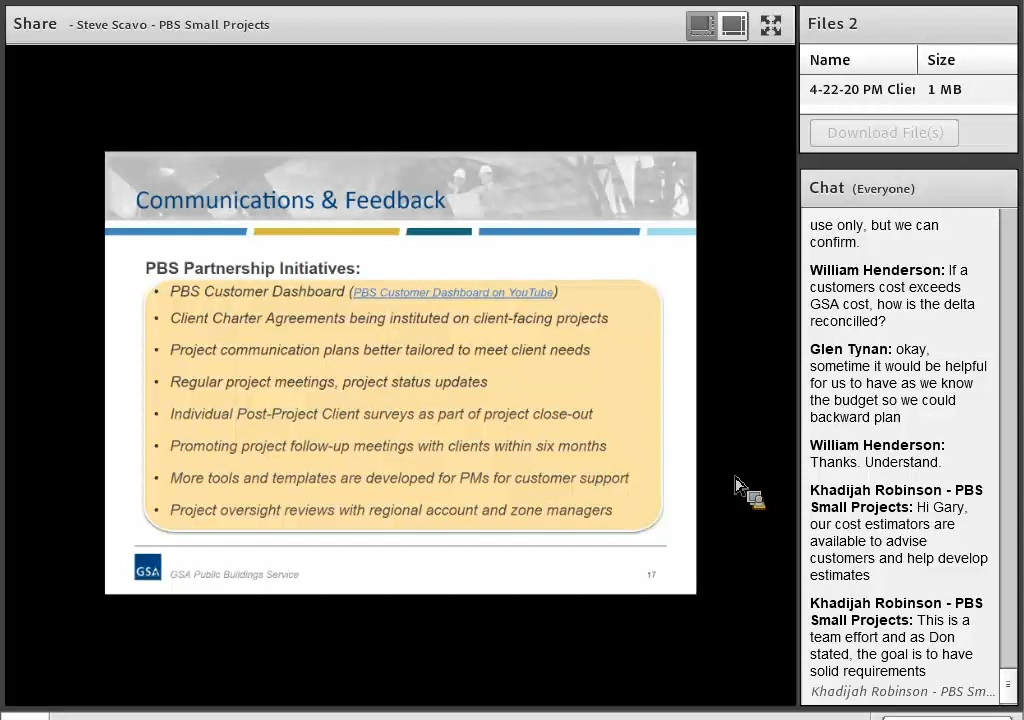 Share - Steve Scavo - PBS Small Projects
Communications & Feedback
PBS Partnership Initiatives:
• PBS Customer Dashboard (PBS Customer Dashboard on YouTube)
• Client Charter Agreements being instituted on client-facing projects
• Project communication plans better tailored to meet client needs
• Regular project meetings, project status updates
• Individual Post-Project Client surveys as part of project close-out
• Promoting project follow-up meetings with clients within six months
• More tools and templates are developed for PMs for customer support
• Project oversight reviews with regional account and zone managers
GSA
GSA Public Buildings Service
17
Files 2
Name Size
4-22-20 PM Clier 1 MB
Download File(s)
Chat (Everyone)
use only, but we can
confirm.
William Henderson: If a
customers cost exceeds
GSA cost, how is the delta
reconcilled?
Glen Tynan: okay,
sometime it would be helpful
for us to have as we know
the budget so we could
backward plan
William Henderson:
Thanks. Understand.
Khadijah Robinson - PBS
Small Projects: Hi Gary,
our cost estimators are
available to advise
customers and help develop
estimates
Khadijah Robinson - PBS
Small Projects: This is a
team effort and as Don
stated, the goal is to have
solid requirements
Khadijah Robinson - PBS Sm...